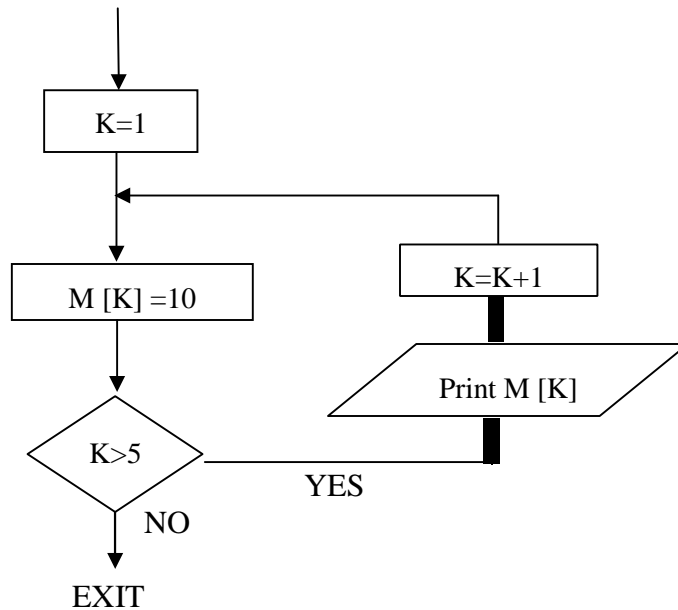 K=1
K=K+1
M [K] =10
Print M [K]
K>5
YES
NO
EXIT